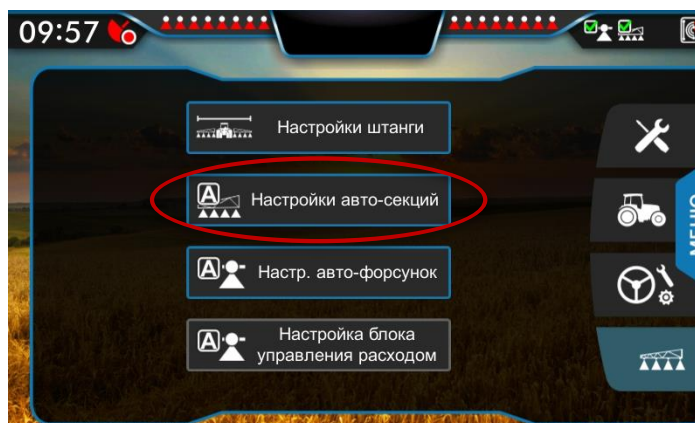 09:57
Настройки штанги
A
Настройки авто-секций
A
Настр. авто-форсунок
A
Настройка блока
управления расходом
МЕНЮ